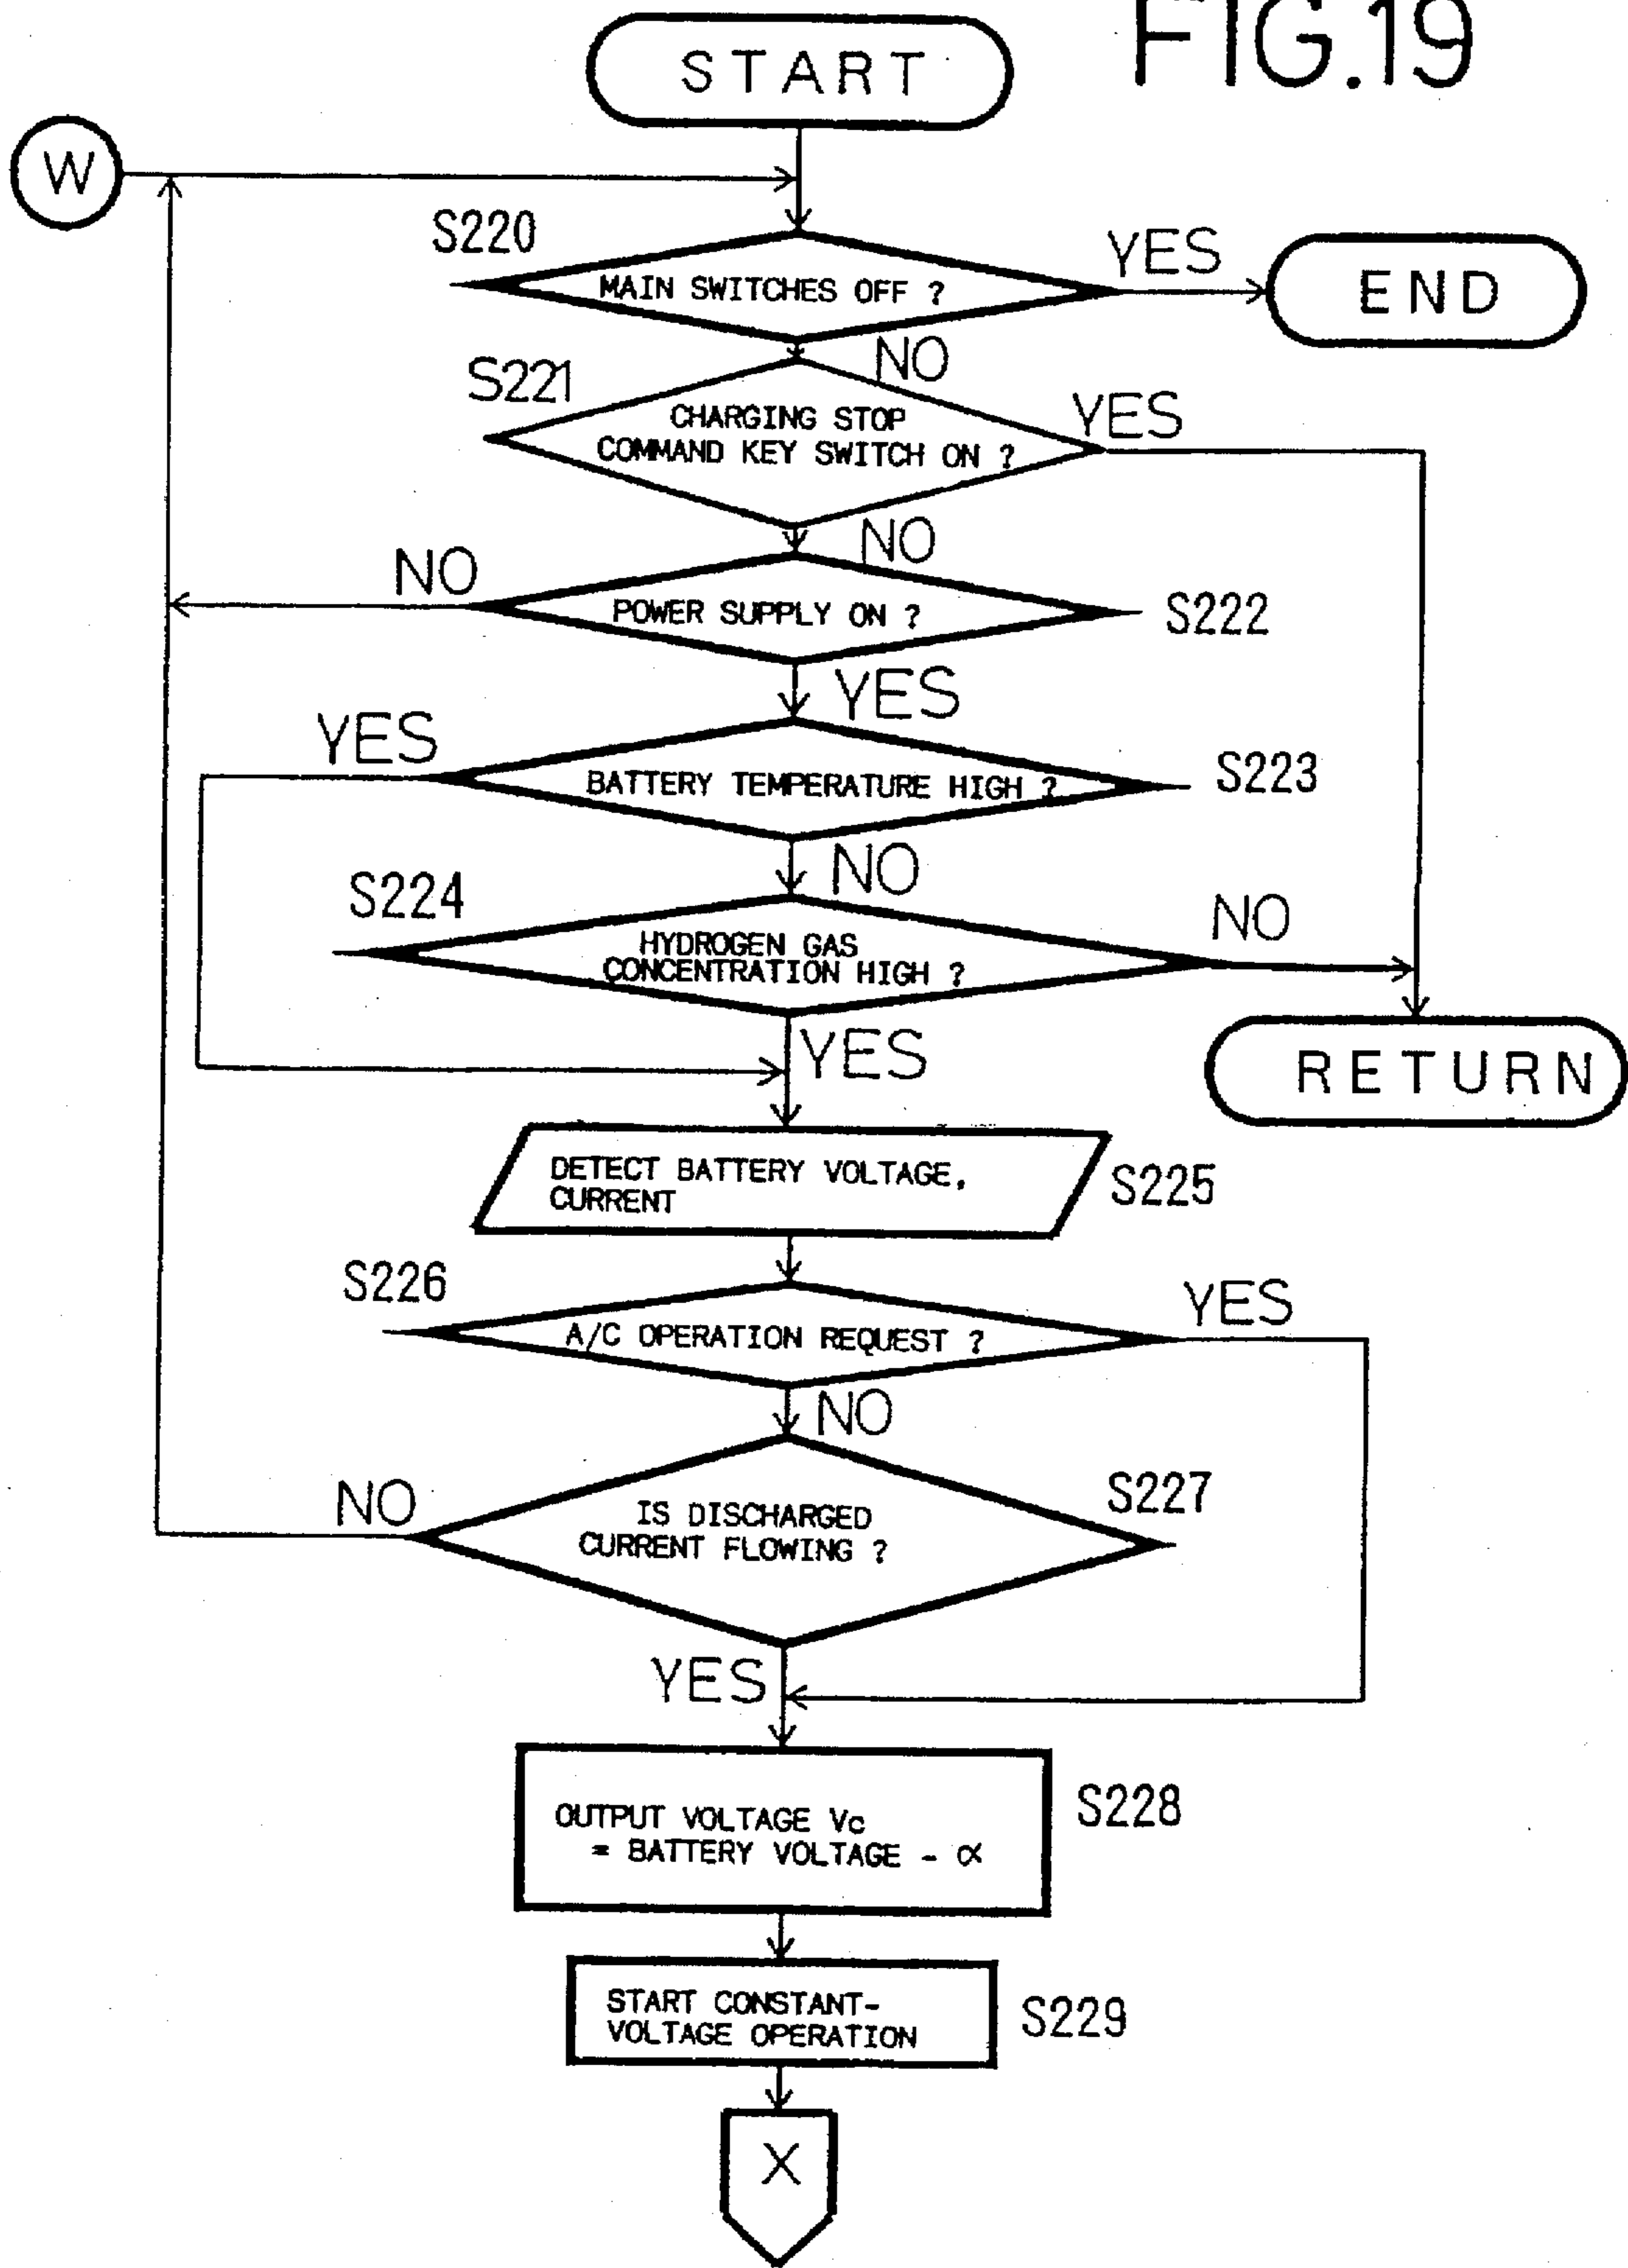 FIG.19
START
W
S220
MAIN SWITCHES OFF ?
YES
END
NO
S221
CHARGING STOP
COMMAND KEY SWITCH ON ?
YES
NO
NO
POWER SUPPLY ON ?
S222
YES
YES
BATTERY TEMPERATURE HIGH ?
S223
NO
S224
HYDROGEN GAS
CONCENTRATION HIGH ?
NO
YES
RETURN
DETECT BATTERY VOLTAGE,
CURRENT
S225
S226
A/C OPERATION REQUEST ?
YES
NO
NO
IS DISCHARGED
CURRENT FLOWING ?
S227
YES
OUTPUT VOLTAGE Vc
= BATTERY VOLTAGE - α
S228
START CONSTANT-
VOLTAGE OPERATION
S229
X